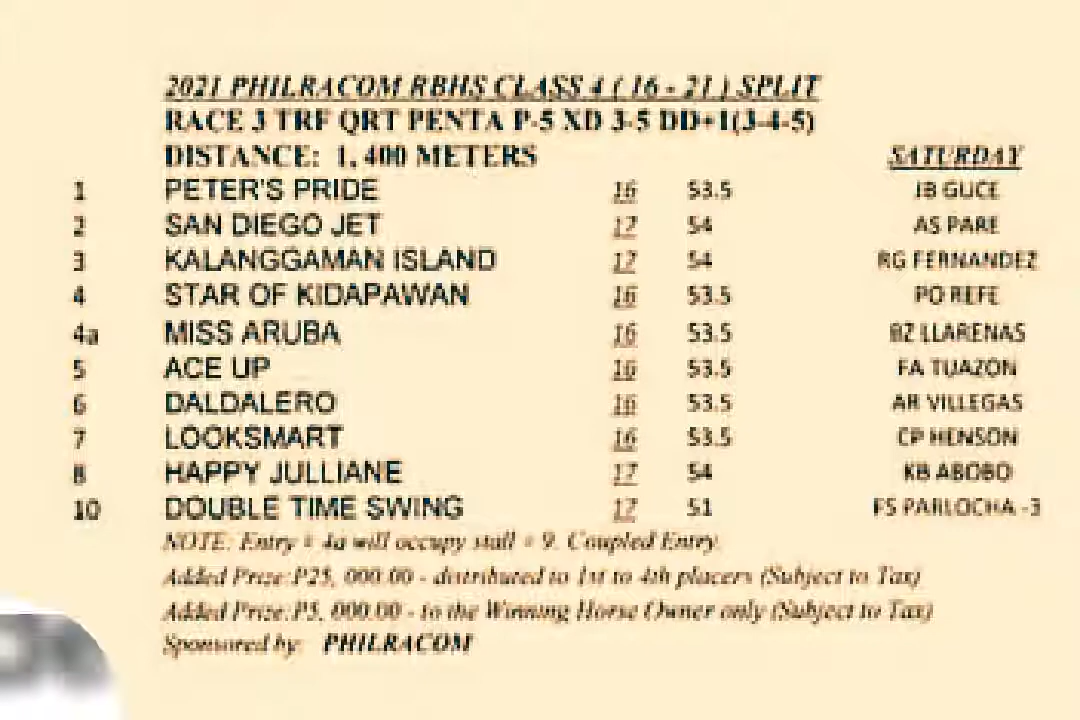 2021 PHILRACOM RBHS CLASS 4 ( 16 - 21 ) SPLIT
RACE 3 TRF QRT PENTA P-5 XD 3-5 DD+1(3-4-5)
DISTANCE: 1, 400 METERS SATURDAY
1 PETER'S PRIDE 16 53.5 JB GUCE
2 SAN DIEGO JET 17 54 AS PARE
3 KALANGGAMAN ISLAND 17 54 RG FERNANDEZ
4 STAR OF KIDAPAWAN 16 53.5 PO REFE
4a MISS ARUBA 16 53.5 BZ LLARENAS
5 ACE UP 16 53.5 FA TUAZON
6 DALDALERO 16 53.5 AR VILLEGAS
7 LOOKSMART 16 53.5 CP HENSON
8 HAPPY JULLIANE 17 54 KB ABOBO
10 DOUBLE TIME SWING 17 51 FS PARLOCHA -3
NOTE: Entry # 4a will occupy stall # 9. Coupled Entry.
Added Prize:P25, 000.00 - distributed to 1st to 4th placers (Subject to Tax)
Added Prize:P5, 000.00 - to the Winning Horse Owner only (Subject to Tax)
Sponsored by: PHILRACOM